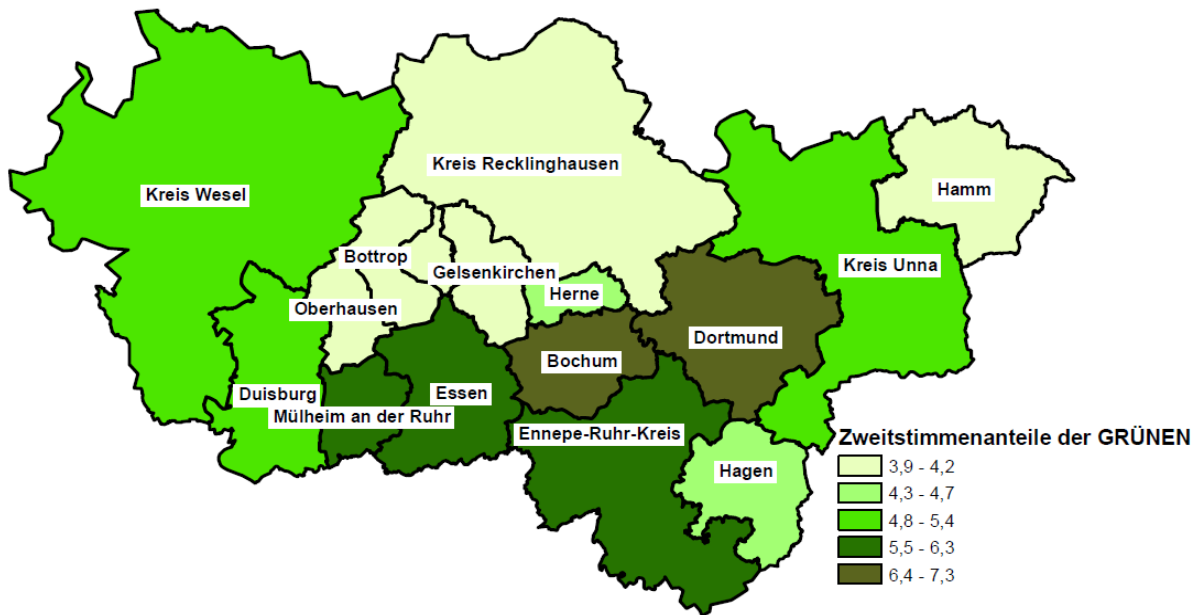 Kreis Recklinghausen
Hamm
Kreis Wesel
Bottrop
Gelsenkirchen
Kreis Unna
Herne
Oberhausen
Dortmund
Bochum
Duisburg
Essen
Mülheim an der Ruhr
Ennepe-Ruhr-Kreis
Hagen
Zweitstimmenanteile der GRÜNEN
3,9 - 4,2
4,3 - 4,7
4,8 - 5,4
5,5 - 6,3
6,4 - 7,3